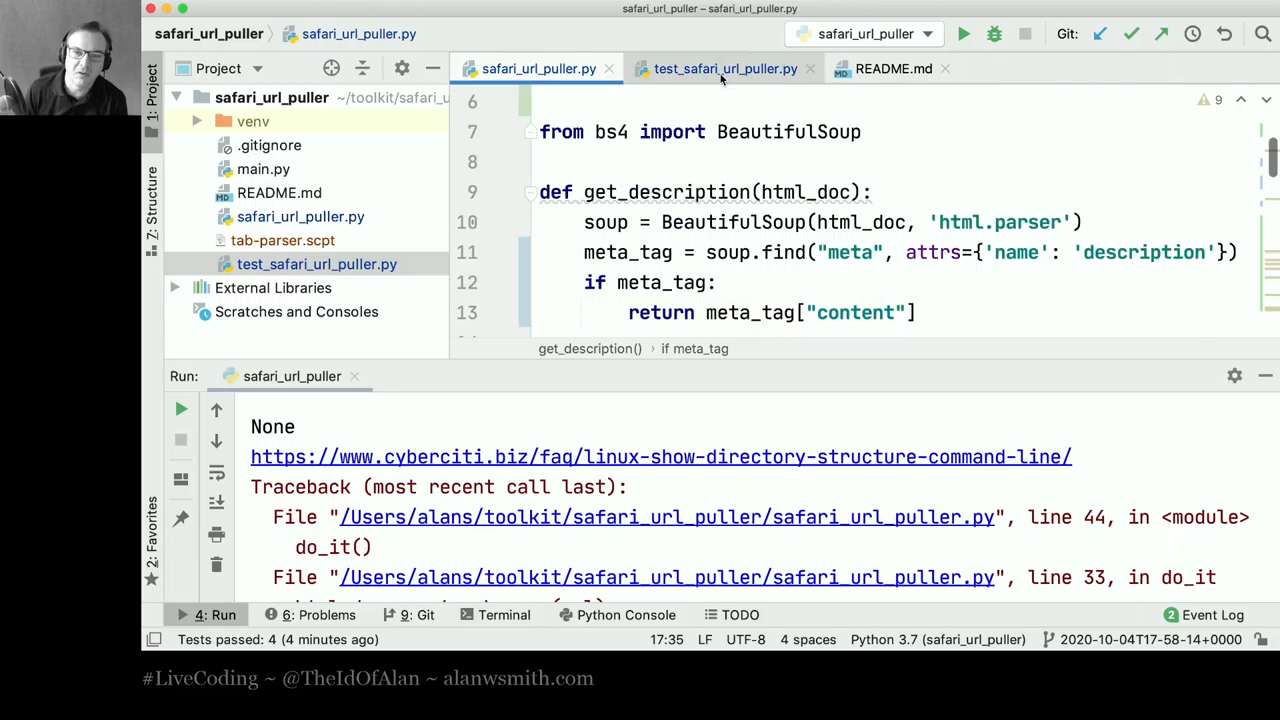 safari_url_puller – safari_url_puller.py
safari_url_puller
safari_url_puller.py
safari_url_puller
Git:
1: Project
Z: Structure
2: Favorites
Project
safari_url_puller ~/toolkit/safari_u
venv
.gitignore
main.py
README.md
safari_url_puller.py
tab-parser.scpt
test_safari_url_puller.py
External Libraries
Scratches and Consoles
safari_url_puller.py
test_safari_url_puller.py
README.md
9
6
7 from bs4 import BeautifulSoup
8
9 def get_description(html_doc):
10 soup = BeautifulSoup(html_doc, 'html.parser')
11 meta_tag = soup.find("meta", attrs={'name': 'description'})
12 if meta_tag:
13 return meta_tag["content"]
get_description() › if meta_tag
Run: safari_url_puller
None
https://www.cyberciti.biz/faq/linux-show-directory-structure-command-line/
Traceback (most recent call last):
File "/Users/alans/toolkit/safari_url_puller/safari_url_puller.py", line 44, in <module>
do_it()
File "/Users/alans/toolkit/safari_url_puller/safari_url_puller.py", line 33, in do_it
4: Run
6: Problems
9: Git
Terminal
Python Console
TODO
2 Event Log
Tests passed: 4 (4 minutes ago)
17:35 LF UTF-8 4 spaces Python 3.7 (safari_url_puller) 2020-10-04T17-58-14+0000
#LiveCoding ~ @TheIdOfAlan ~ alanwsmith.com